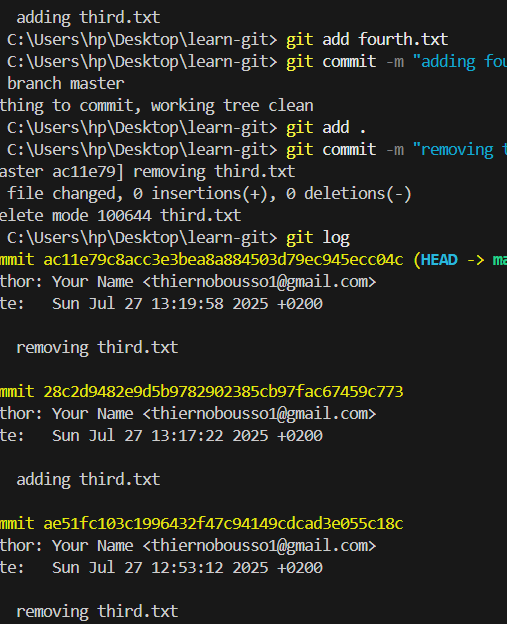 adding third.txt
C:\Users\hp\Desktop\learn-git> git add fourth.txt
C:\Users\hp\Desktop\learn-git> git commit -m "adding fou
branch master
thing to commit, working tree clean
C:\Users\hp\Desktop\learn-git> git add .
C:\Users\hp\Desktop\learn-git> git commit -m "removing t
aster ac11e79] removing third.txt
file changed, 0 insertions(+), 0 deletions(-)
elete mode 100644 third.txt
C:\Users\hp\Desktop\learn-git> git log
mmit ac11e79c8acc3e3bea8a884503d79ec945ecc04c (HEAD -> ma
thor: Your Name <thiernobousso1@gmail.com>
te:   Sun Jul 27 13:19:58 2025 +0200
removing third.txt
mmit 28c2d9482e9d5b9782902385cb97fac67459c773
thor: Your Name <thiernobousso1@gmail.com>
te:   Sun Jul 27 13:17:22 2025 +0200
adding third.txt
mmit ae51fc103c1996432f47c94149cdcad3e055c18c
thor: Your Name <thiernobousso1@gmail.com>
te:   Sun Jul 27 12:53:12 2025 +0200
removing third.txt